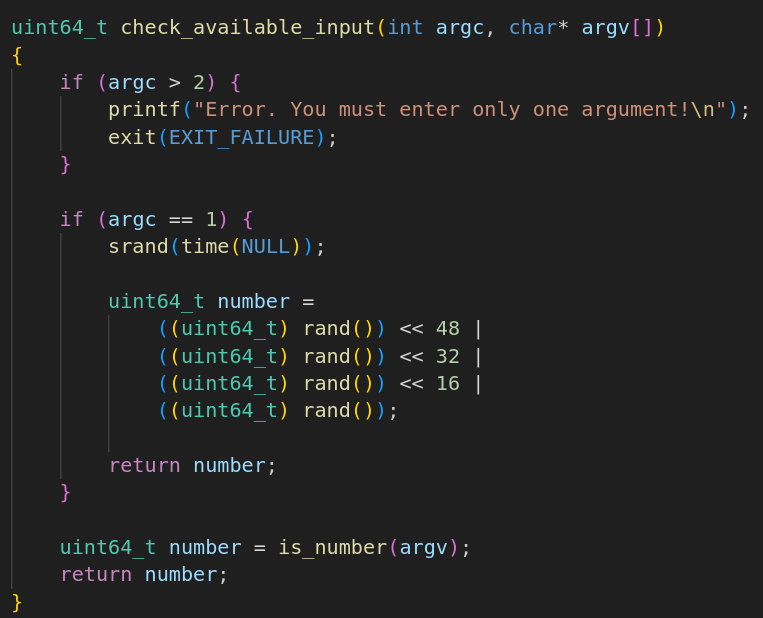 uint64_t check_available_input(int argc, char* argv[])
{
    if (argc > 2) {
        printf("Error. You must enter only one argument!\n");
        exit(EXIT_FAILURE);
    }

    if (argc == 1) {
        srand(time(NULL));

        uint64_t number =
            ((uint64_t) rand()) << 48 |
            ((uint64_t) rand()) << 32 |
            ((uint64_t) rand()) << 16 |
            ((uint64_t) rand());

        return number;
    }

    uint64_t number = is_number(argv);
    return number;
}